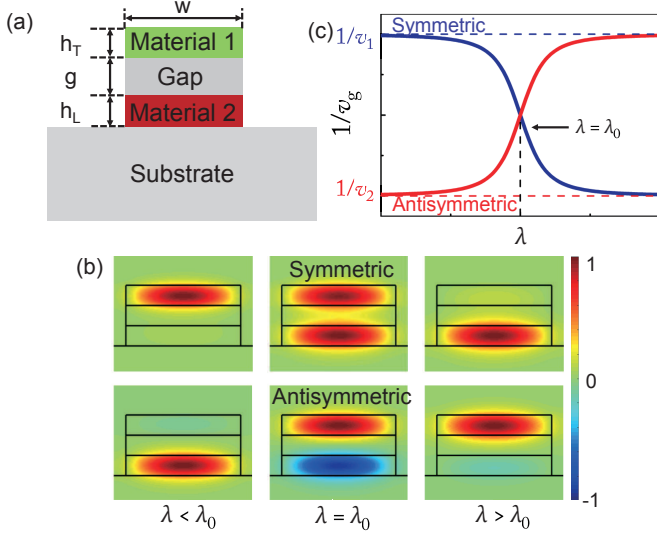 (a)
w
h_T
Material 1
g
Gap
h_L
Material 2
Substrate
(c)
1/v_1
Symmetric
1/v_g
λ = λ_0
1/v_2
Antisymmetric
λ
(b)
Symmetric
Antisymmetric
1
0
-1
λ < λ_0
λ = λ_0
λ > λ_0